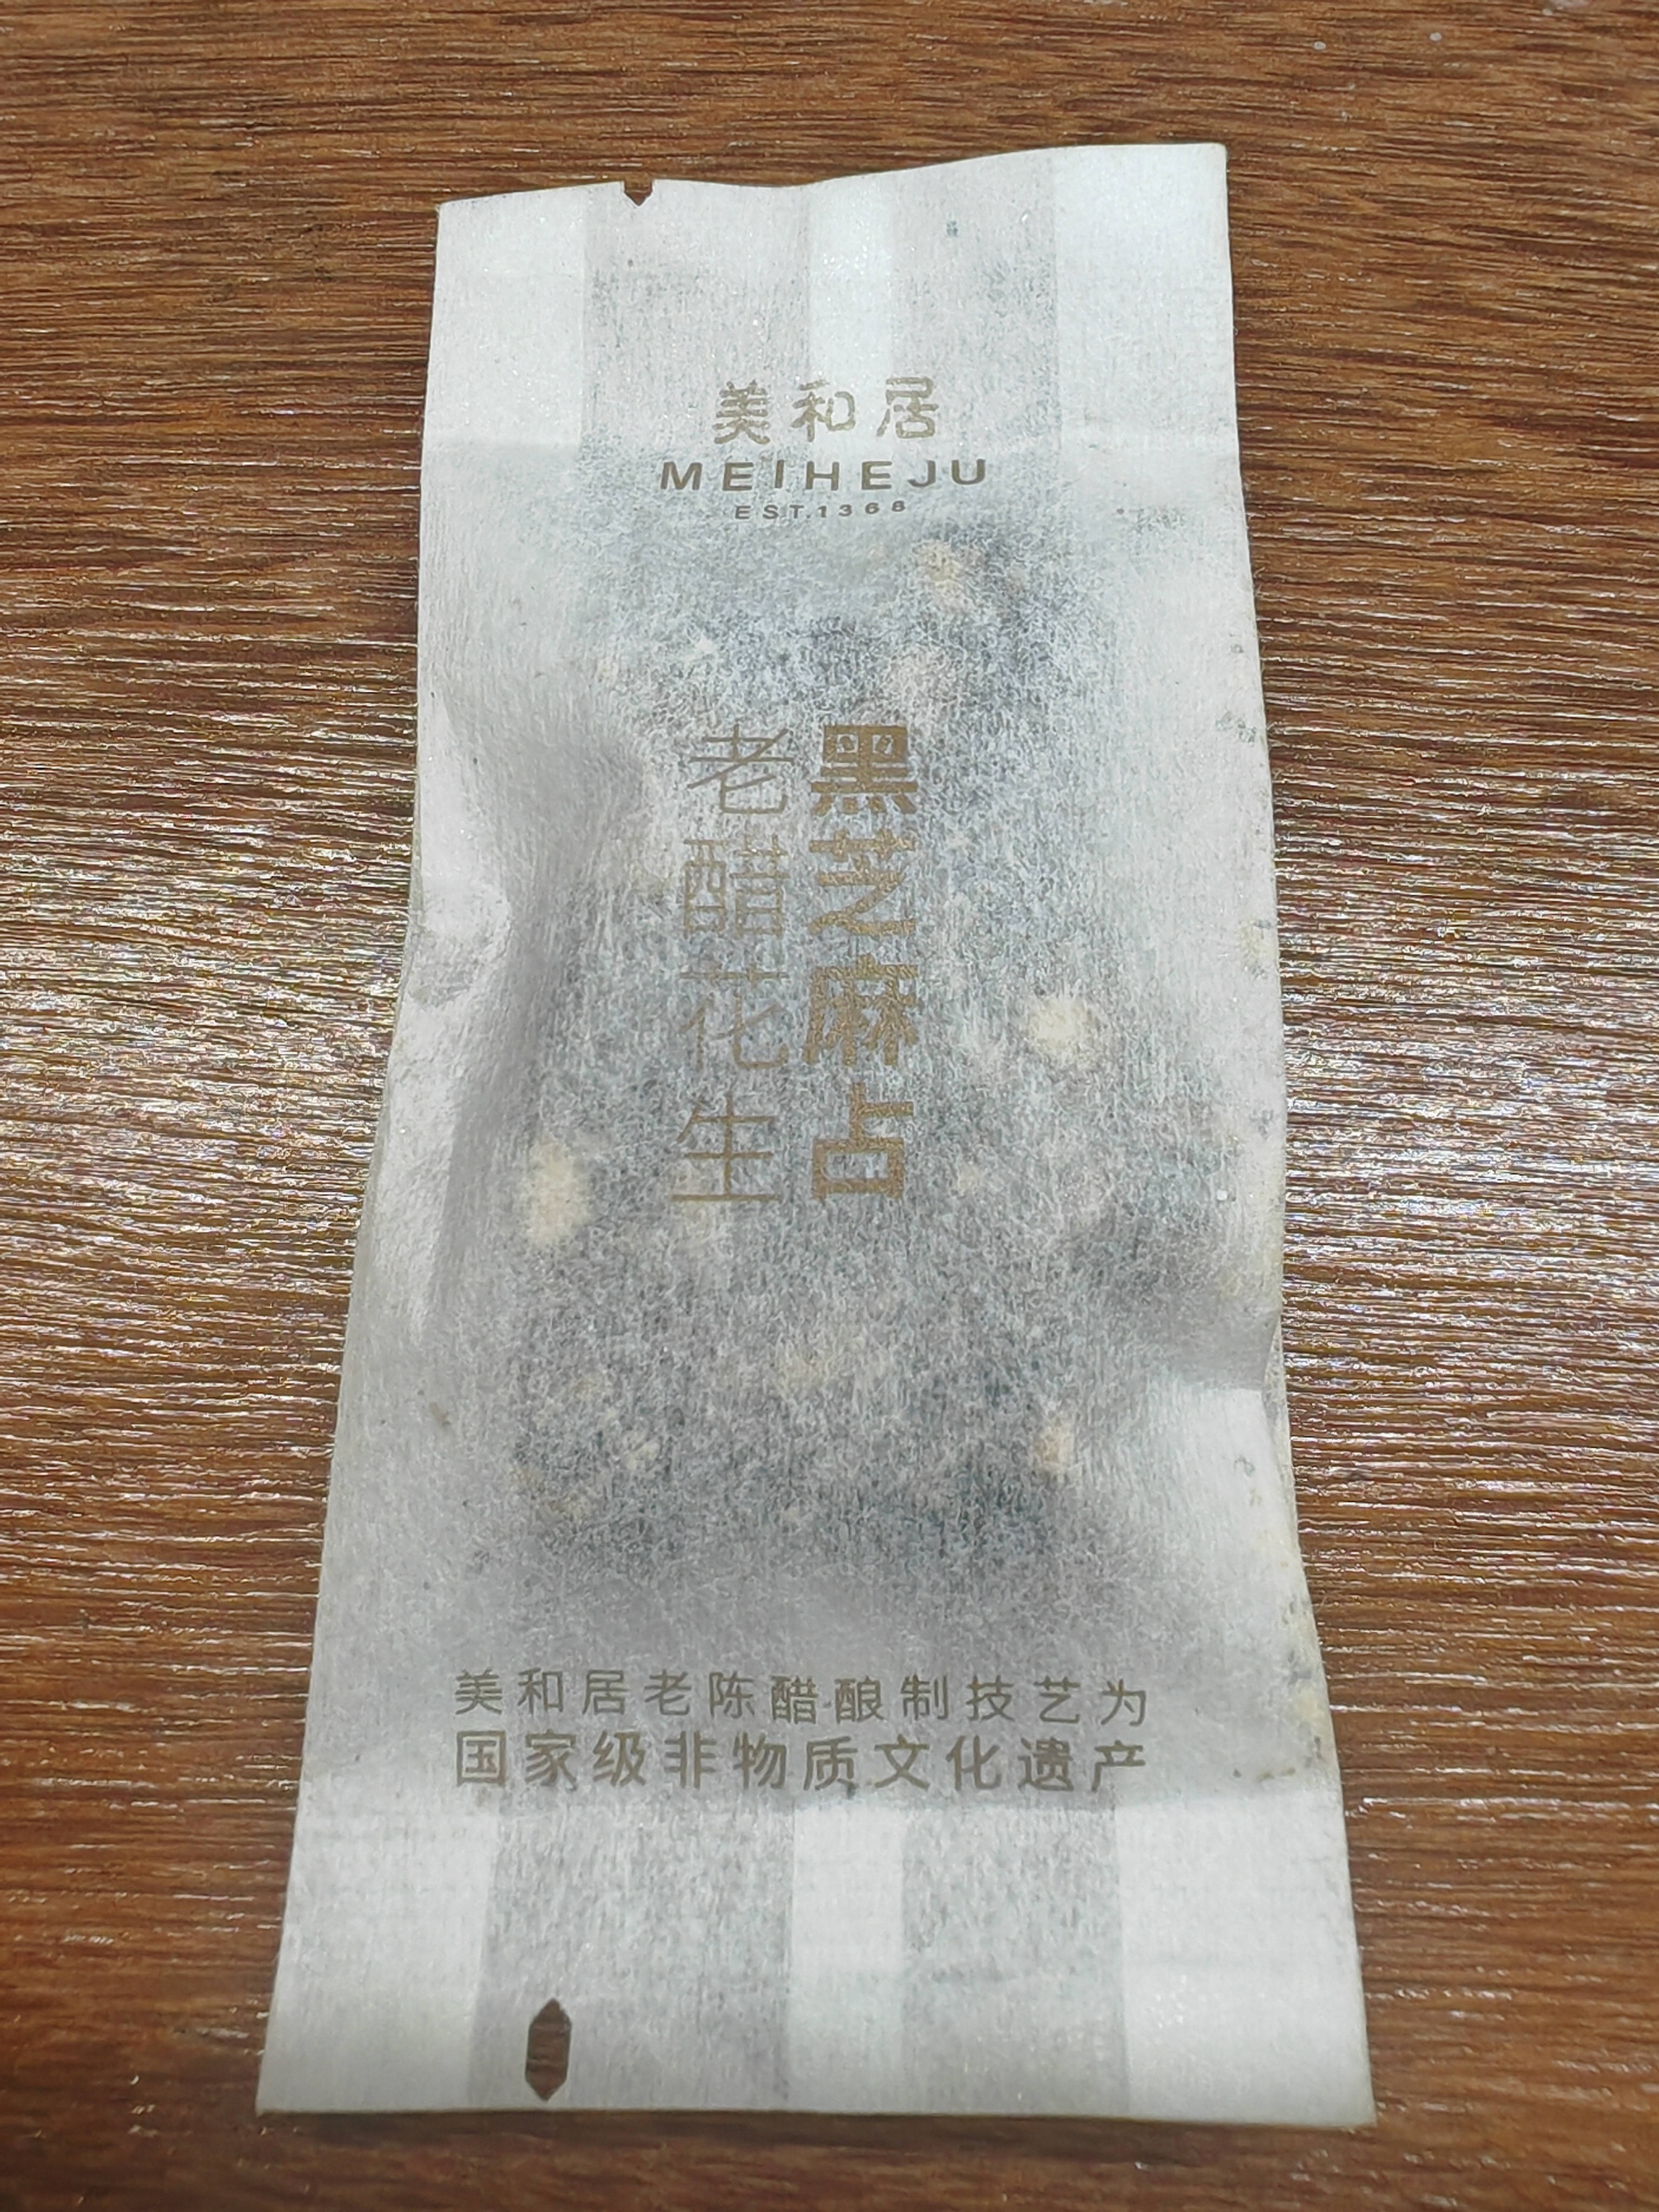 美和居
MEIHEJU
EST.1368
黑芝麻占
老醋花生
美和居老陈醋酿制技艺为
国家级非物质文化遗产